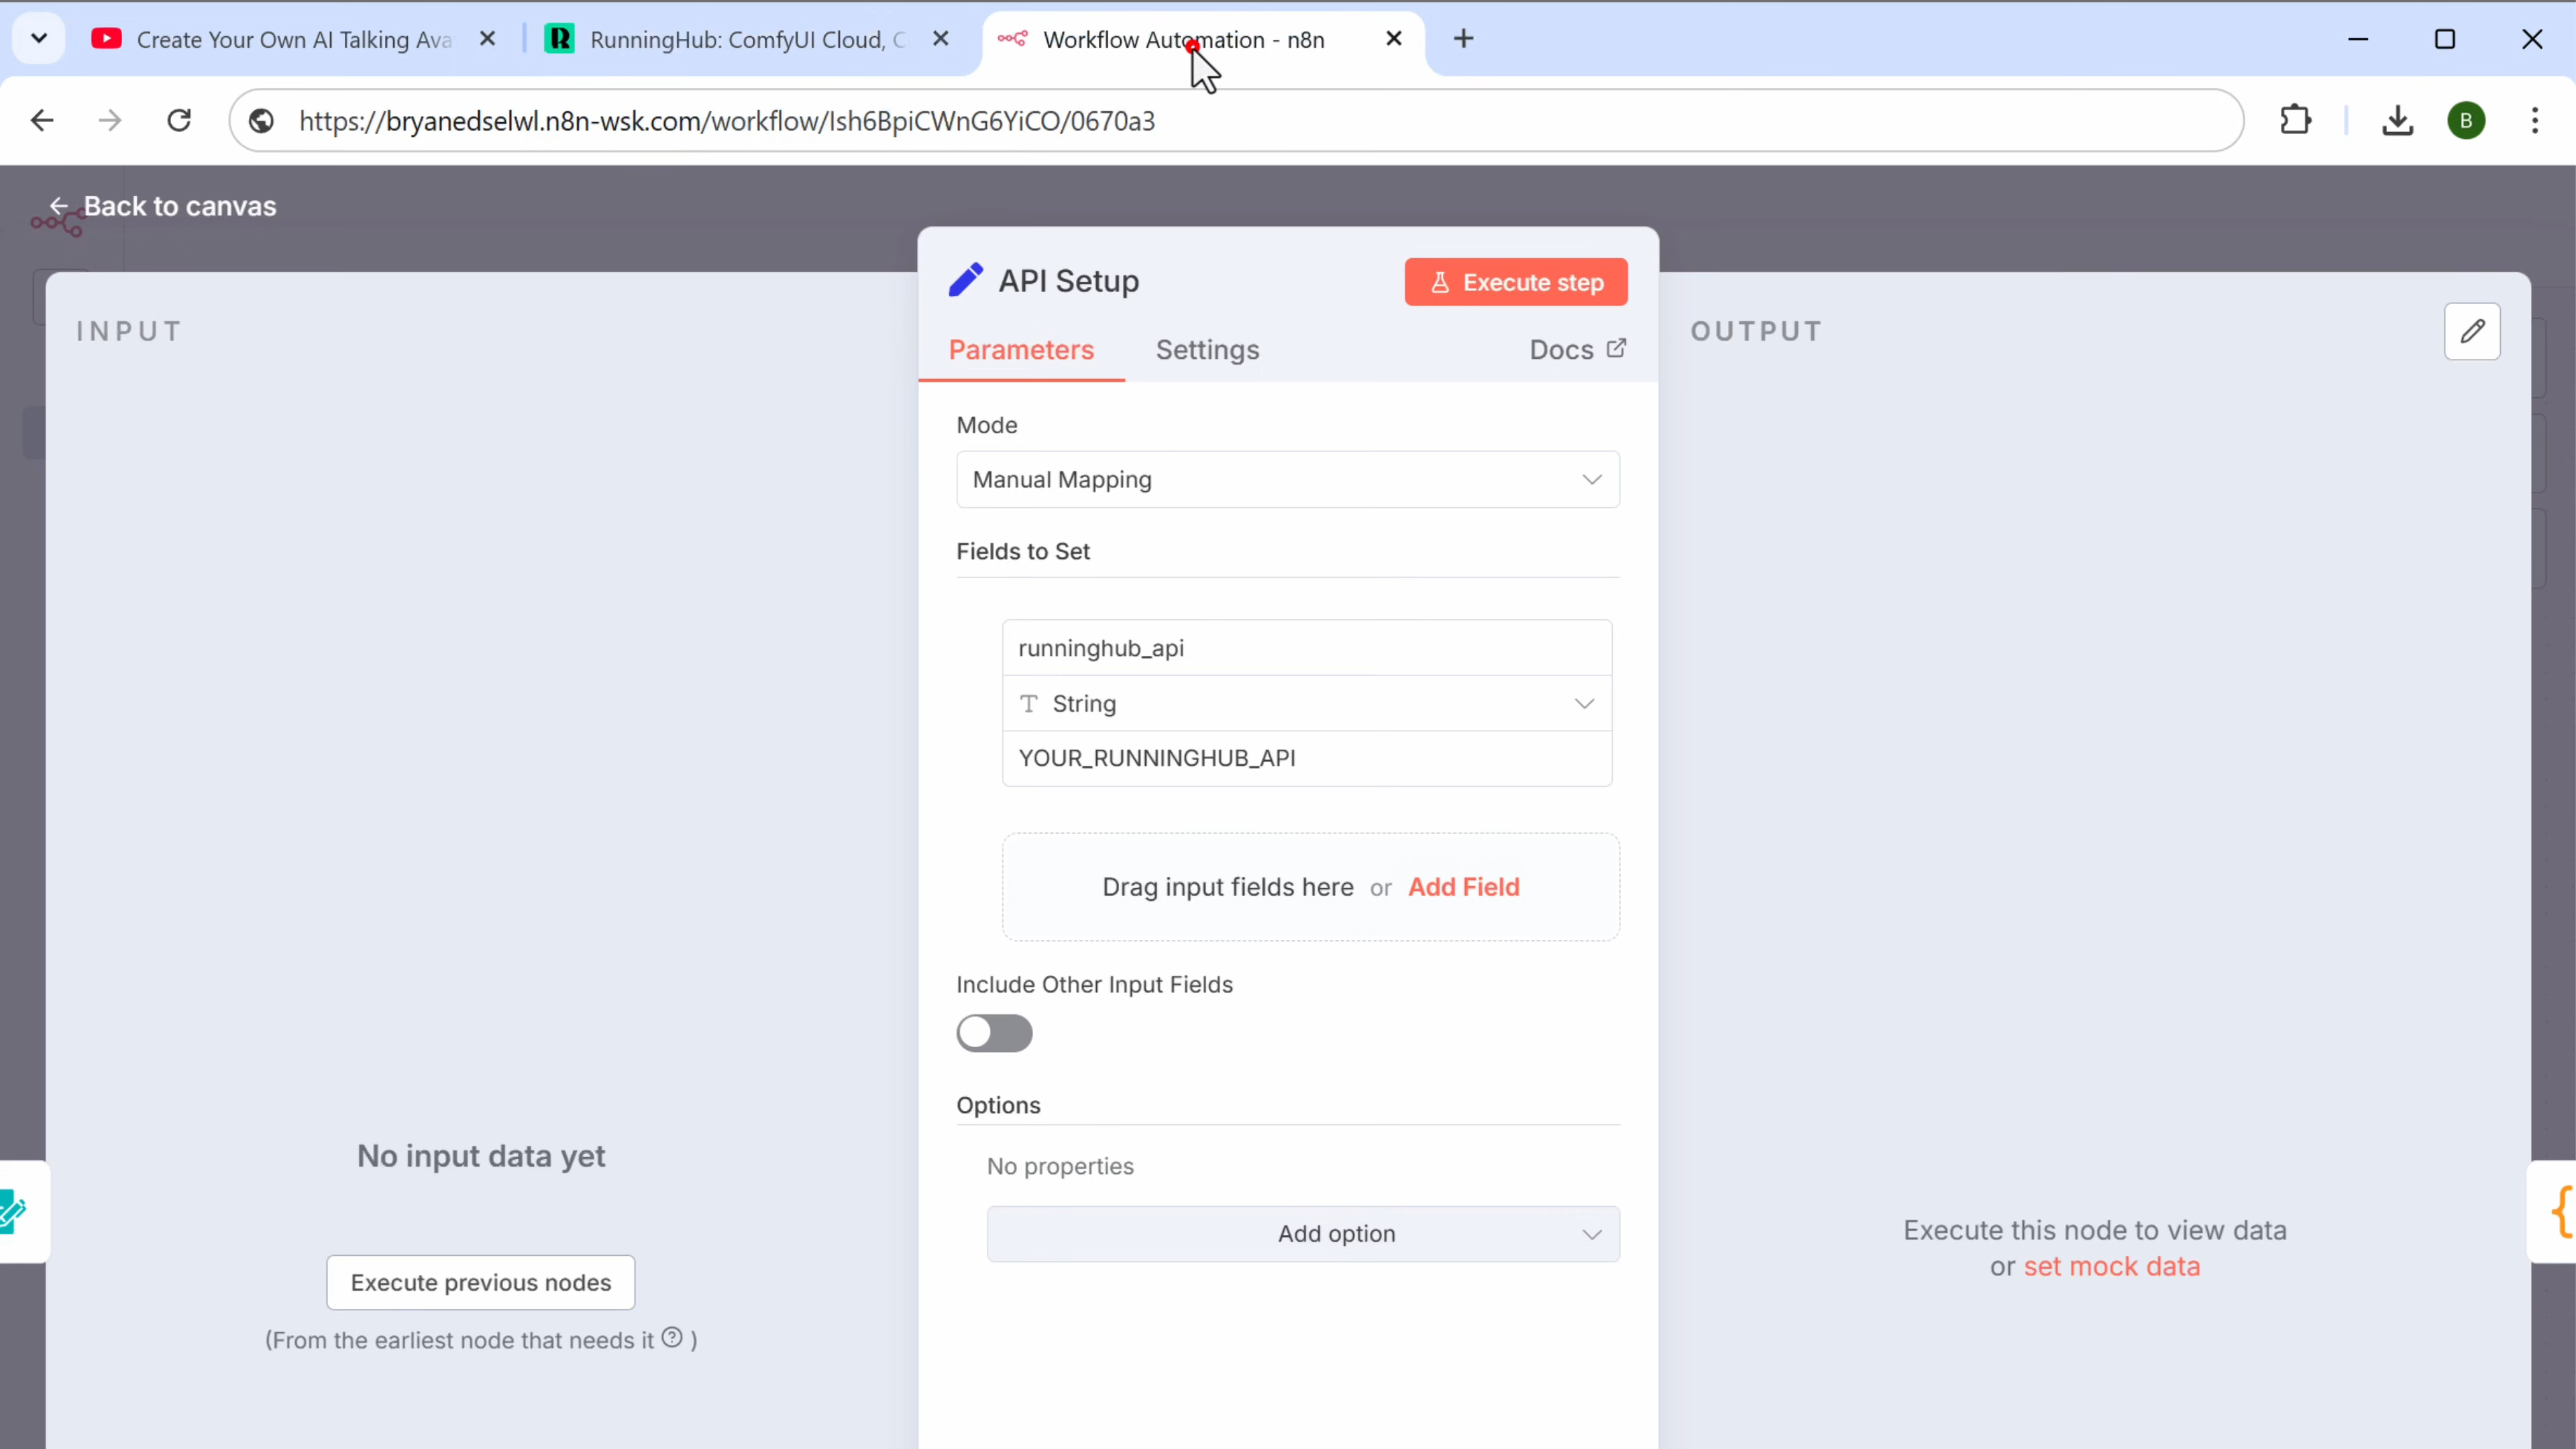 Create Your Own AI Talking Ava
RunningHub: ComfyUI Cloud, C
Workflow Automation - n8n
https://bryanedselwl.n8n-wsk.com/workflow/Ish6BpiCWnG6YiCO/0670a3
B
Back to canvas
API Setup
Execute step
INPUT
Parameters
Settings
Docs
OUTPUT
Mode
Manual Mapping
Fields to Set
runninghub_api
T String
YOUR_RUNNINGHUB_API
Drag input fields here or Add Field
Include Other Input Fields
Options
No input data yet
No properties
Add option
Execute this node to view data
or set mock data
Execute previous nodes
(From the earliest node that needs it ? )